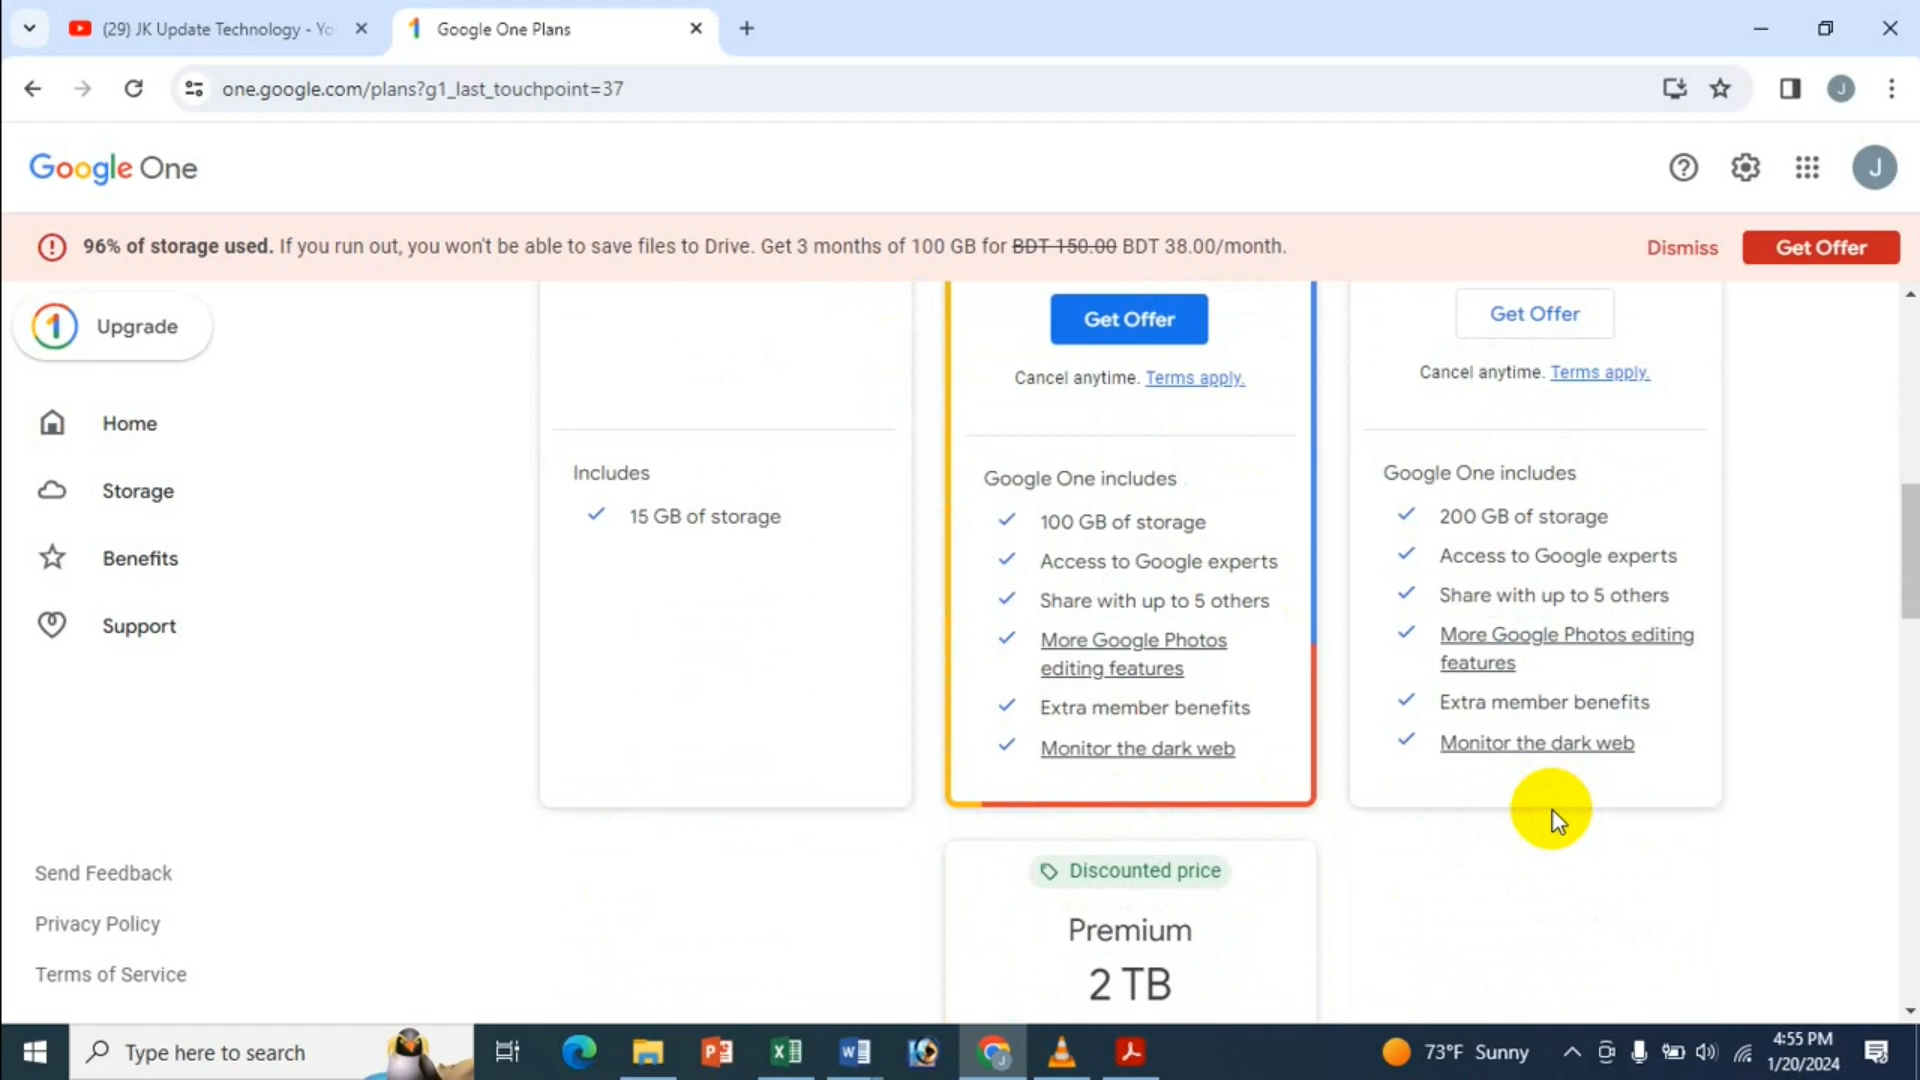 (29) JK Update Technology - Yo
Google One Plans
one.google.com/plans?g1_last_touchpoint=37
J
Google One
J
96% of storage used. If you run out, you won't be able to save files to Drive. Get 3 months of 100 GB for BDT 150.00 BDT 38.00/month.
Dismiss
Get Offer
1
Upgrade
Home
Storage
Benefits
Support
Send Feedback
Privacy Policy
Terms of Service
Includes
15 GB of storage
Get Offer
Cancel anytime. Terms apply.
Google One includes
100 GB of storage
Access to Google experts
Share with up to 5 others
More Google Photos
editing features
Extra member benefits
Monitor the dark web
Get Offer
Cancel anytime. Terms apply.
Google One includes
200 GB of storage
Access to Google experts
Share with up to 5 others
More Google Photos editing
features
Extra member benefits
Monitor the dark web
Discounted price
Premium
2 TB
Type here to search
73°F Sunny
4:55 PM
1/20/2024